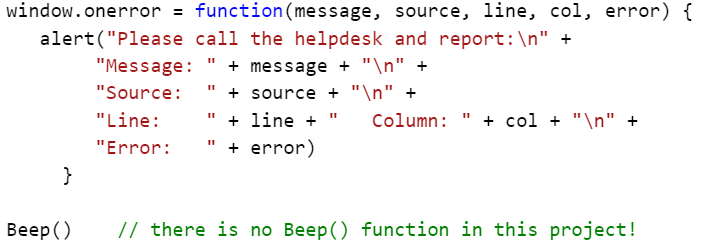 window.onerror = function(message, source, line, col, error) {
   alert("Please call the helpdesk and report:\n" +
        "Message: " + message + "\n" +
        "Source:  " + source + "\n" +
        "Line:    " + line + "   Column: " + col + "\n" +
        "Error:   " + error)
     }

Beep()    // there is no Beep() function in this project!